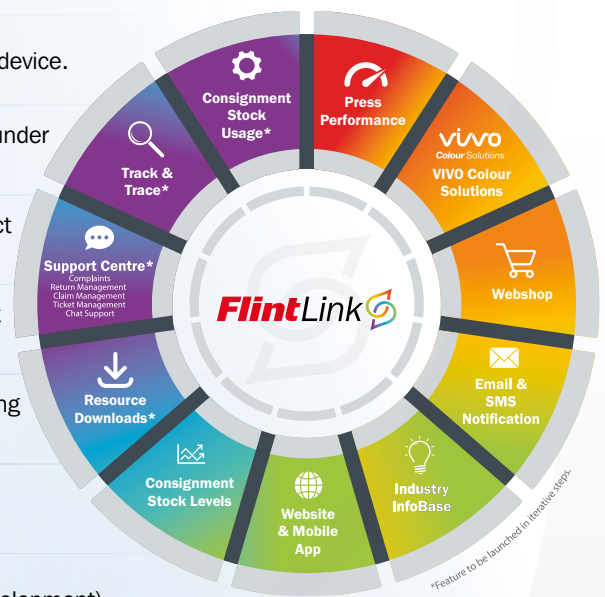 device.
under
ct
ng
Consignment
Stock
Usage*
Press
Performance
vivo
Colour Solutions
VIVO Colour
Solutions
Webshop
Email &
SMS
Notification
Industry
InfoBase
Website
& Mobile
App
Consignment
Stock Levels
Resource
Downloads*
Support Centre*
Complaints
Return Management
Claim Management
Ticket Management
Chat Support
Track &
Trace*
FlintLink
*Feature to be launched in iterative steps.